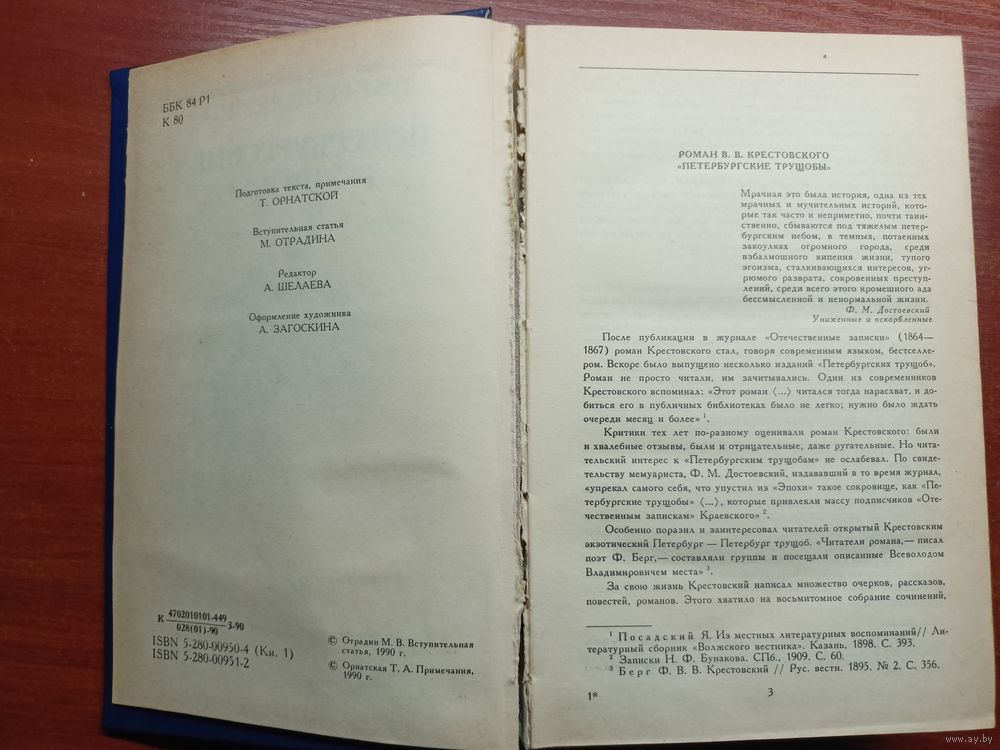 ББК 84 Р1
К 80
Подготовка текста, примечания
Т. ОРНАТСКОЙ
Вступительная статья
М. ОТРАДИНА
Редактор
А. ШЕЛАЕВА
Оформление художника
А. ЗАГОСКИНА
К 4702010101-449 3-90
028(01)-90
ISBN 5-280-00950-4 (Кн. 1)
ISBN 5-280-00951-2
© Отрадин М. В. Вступительная
статья, 1990 г.
© Орнатская Т. А. Примечания,
1990 г.
РОМАН В. В. КРЕСТОВСКОГО
«ПЕТЕРБУРГСКИЕ ТРУЩОБЫ»
Мрачная это была история, одна из тех
мрачных и мучительных историй, кото-
рые так часто и неприметно, почти таин-
ственно, сбываются под тяжелым петер-
бургским небом, в темных, потаенных
закоулках огромного города, среди
взбалмошного кипения жизни, тупого
эгоизма, сталкивающихся интересов, уг-
рюмого разврата, сокровенных преступ-
лений, среди всего этого кромешного ада
бессмысленной и ненормальной жизни.
Ф. М. Достоевский
Униженные и оскорбленные
После публикации в журнале «Отечественные записки» (1864—
1867) роман Крестовского стал, говоря современным языком, бестселле-
ром. Вскоре было выпущено несколько изданий «Петербургских трущоб».
Роман не просто читали, им зачитывались. Один из современников
Крестовского вспоминал: «Этот роман ⟨...⟩ читался тогда нарасхват, и до-
биться его в публичных библиотеках было не легко; нужно было ждать
очереди месяц и более» 1.
Критики тех лет по-разному оценивали роман Крестовского: были
и хвалебные отзывы, были и отрицательные, даже ругательные. Но чита-
тельский интерес к «Петербургским трущобам» не ослабевал. По свиде-
тельству мемуариста, Ф. М. Достоевский, издававший в то время журнал,
«упрекал самого себя, что упустил из «Эпохи» такое сокровище, как «Пе-
тербургские трущобы» ⟨...⟩, которые привлекли массу подписчиков «Оте-
чественным запискам» Краевского» 2.
Особенно поразил и заинтересовал читателей открытый Крестовским
экзотический Петербург — Петербург трущоб. «Читатели романа,— писал
поэт Ф. Берг,— составляли группы и посещали описанные Всеволодом
Владимировичем места» 3.
За свою жизнь Крестовский написал множество очерков, рассказов,
повестей, романов. Этого хватило на восьмитомное собрание сочинений,
1 Посадский Я. Из местных литературных воспоминаний// Ли-
тературный сборник «Волжского вестника». Казань, 1898. С. 393.
2 Записки Н. Ф. Бунакова. СПб., 1909. С. 60.
3 Берг Ф. В. В. Крестовский // Рус. вестн. 1895. № 2. С. 356.
1*
3
www.ay.by